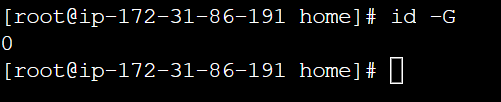 [root@ip-172-31-86-191 home]# id -G
0
[root@ip-172-31-86-191 home]#